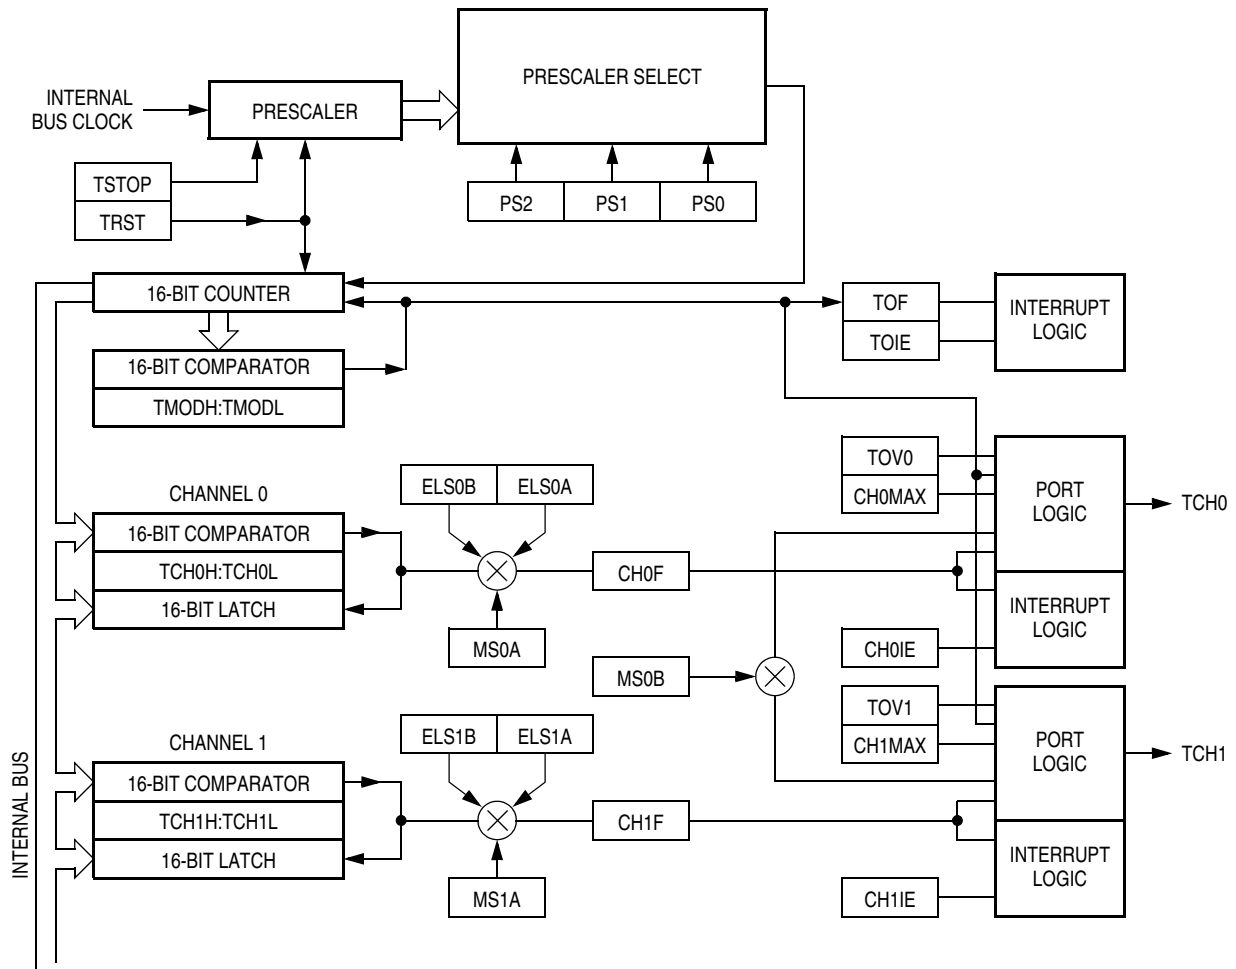 PRESCALER SELECT
INTERNAL
BUS CLOCK
PRESCALER
TSTOP
TRST
PS2 PS1 PS0
16-BIT COUNTER
TOF
TOIE
INTERRUPT
LOGIC
16-BIT COMPARATOR
TMODH:TMODL
CHANNEL 0
ELS0B ELS0A
TOV0
CH0MAX
PORT
LOGIC
TCH0
16-BIT COMPARATOR
TCH0H:TCH0L
16-BIT LATCH
CH0F
INTERRUPT
LOGIC
MS0A
MS0B
CH0IE
CHANNEL 1
ELS1B ELS1A
TOV1
CH1MAX
PORT
LOGIC
TCH1
16-BIT COMPARATOR
TCH1H:TCH1L
16-BIT LATCH
CH1F
INTERRUPT
LOGIC
MS1A
CH1IE
INTERNAL BUS